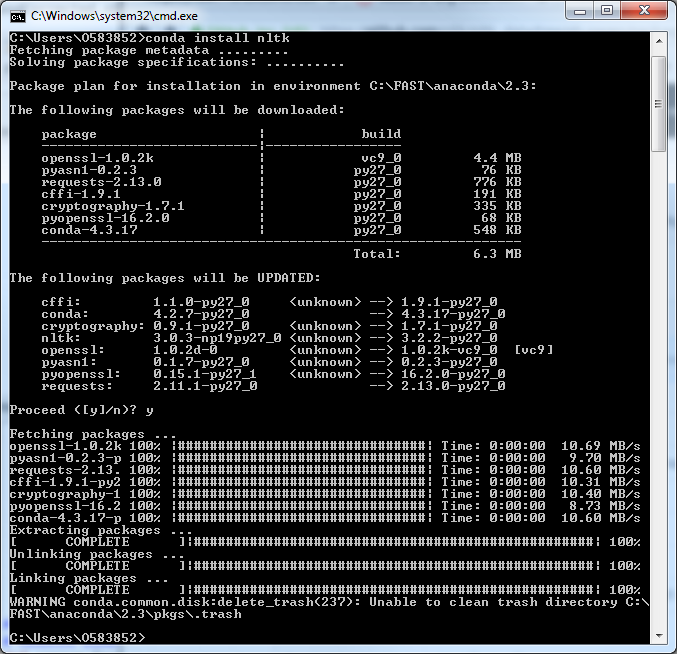 C:\Windows\system32\cmd.exe
C:\Users\O583852>conda install nltk
Fetching package metadata .........
Solving package specifications: ..........
Package plan for installation in environment C:\FAST\anaconda\2.3:
The following packages will be downloaded:
    package                    |            build
    ---------------------------|-----------------
    openssl-1.0.2k             |            vc9_0         4.4 MB
    pyasn1-0.2.3               |           py27_0          76 KB
    requests-2.13.0            |           py27_0         776 KB
    cffi-1.9.1                 |           py27_0         191 KB
    cryptography-1.7.1         |           py27_0         335 KB
    pyopenssl-16.2.0           |           py27_0          68 KB
    conda-4.3.17               |           py27_0         548 KB
    ------------------------------------------------------------
                                           Total:         6.3 MB
The following packages will be UPDATED:
    cffi:         1.1.0-py27_0     <unknown> --> 1.9.1-py27_0
    conda:        4.2.7-py27_0               --> 4.3.17-py27_0
    cryptography: 0.9.1-py27_0     <unknown> --> 1.7.1-py27_0
    nltk:         3.0.3-np19py27_0 <unknown> --> 3.2.2-py27_0
    openssl:      1.0.2d-0         <unknown> --> 1.0.2k-vc9_0  [vc9]
    pyasn1:       0.1.7-py27_0     <unknown> --> 0.2.3-py27_0
    pyopenssl:    0.15.1-py27_1    <unknown> --> 16.2.0-py27_0
    requests:     2.11.1-py27_0              --> 2.13.0-py27_0
Proceed ([y]/n)? y
Fetching packages ...
openssl-1.0.2k 100% |###############################| Time: 0:00:00  10.69 MB/s
pyasn1-0.2.3-p 100% |###############################| Time: 0:00:00   9.70 MB/s
requests-2.13. 100% |###############################| Time: 0:00:00  10.60 MB/s
cffi-1.9.1-py2 100% |###############################| Time: 0:00:00  10.31 MB/s
cryptography-1 100% |###############################| Time: 0:00:00  10.40 MB/s
pyopenssl-16.2 100% |###############################| Time: 0:00:00   8.73 MB/s
conda-4.3.17-p 100% |###############################| Time: 0:00:00  10.60 MB/s
Extracting packages ...
[      COMPLETE      ]|##################################################| 100%
Unlinking packages ...
[      COMPLETE      ]|##################################################| 100%
Linking packages ...
[      COMPLETE      ]|##################################################| 100%
WARNING conda.common.disk:delete_trash(237): Unable to clean trash directory C:\
FAST\anaconda\2.3\pkgs\.trash
C:\Users\O583852>